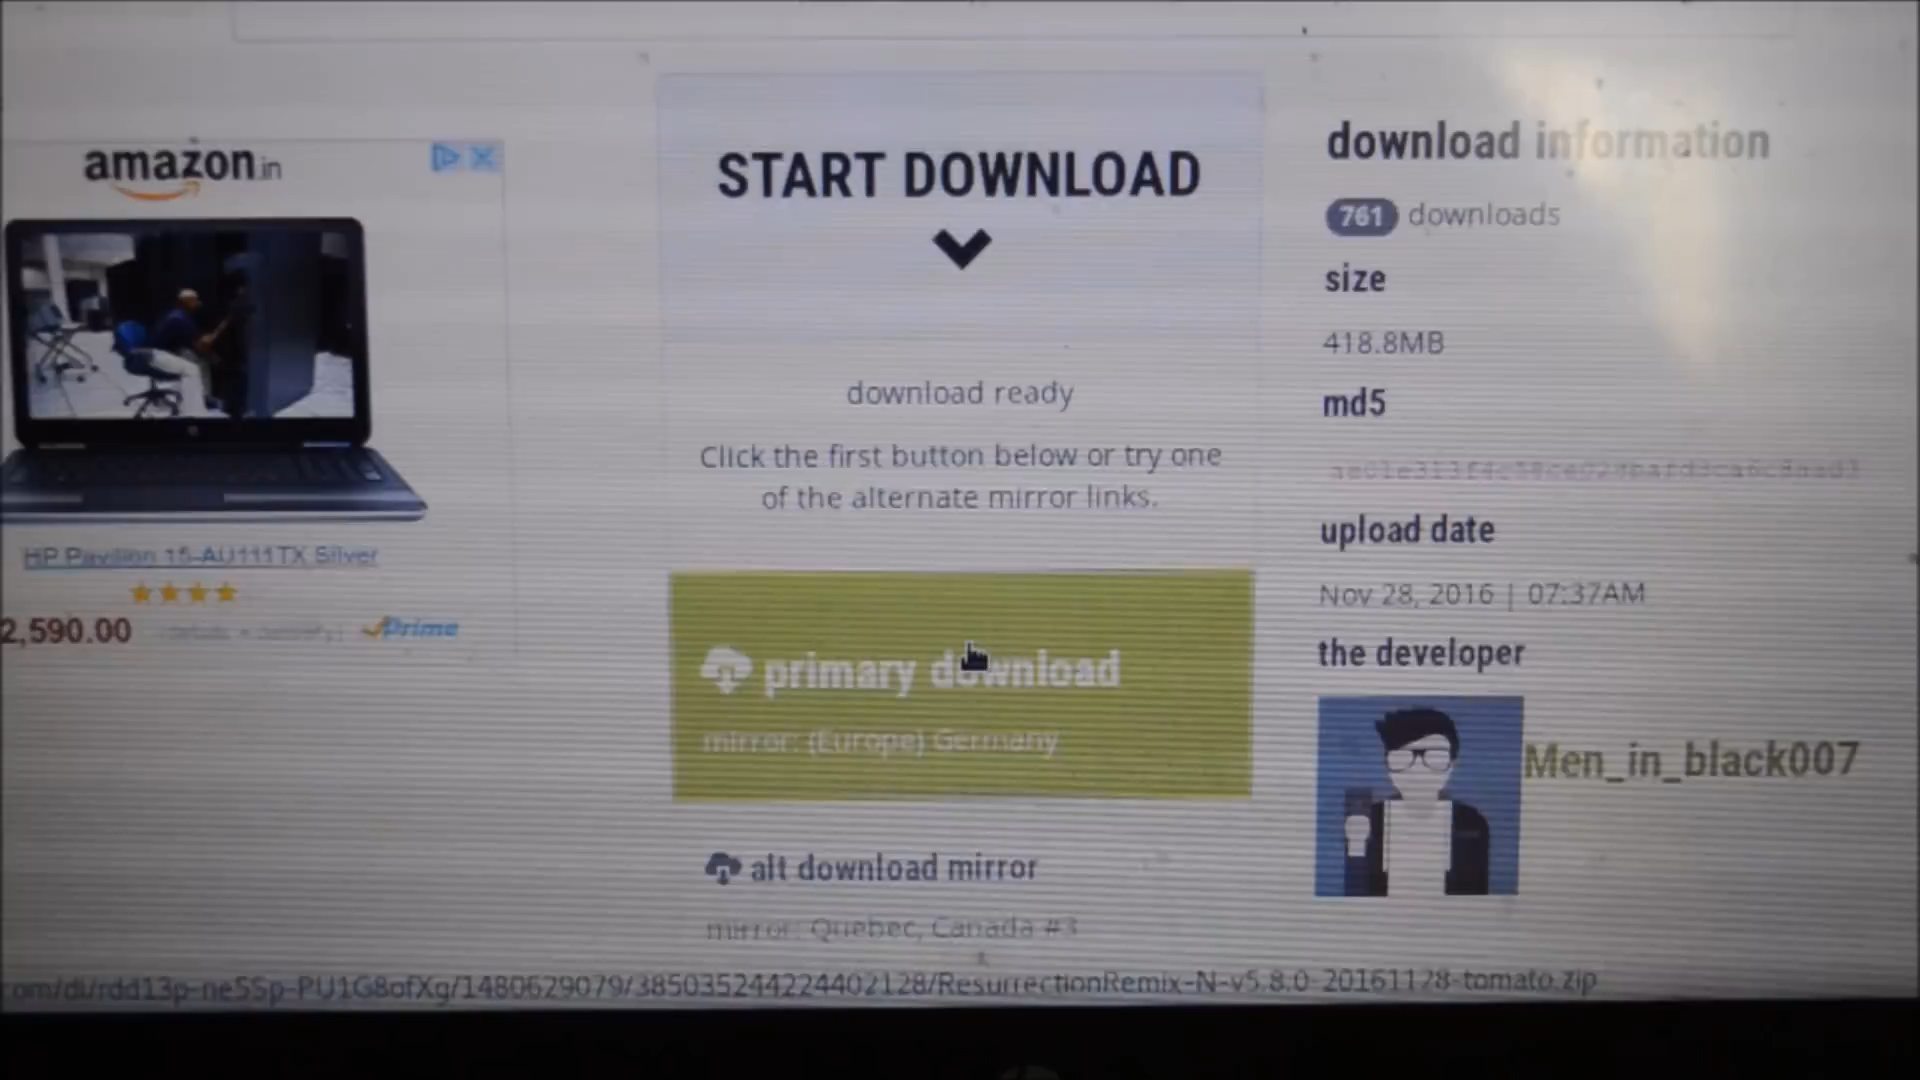 amazon.in
HP Pavilion 15-AU111TX Silver
2,590.00
Prime
START DOWNLOAD
download ready
Click the first button below or try one
of the alternate mirror links.
primary download
mirror: (Europe) Germany
alt download mirror
mirror: Quebec, Canada #3
download information
761 downloads
size
418.8MB
md5
upload date
Nov 28, 2016 | 07:37AM
the developer
Men_in_black007
om/dl/rdd13p-ne5Sp-PU1G8ofXg/1480629079/385035244224402128/ResurrectionRemix-N-v5.8.0-20161128-tomato.zip